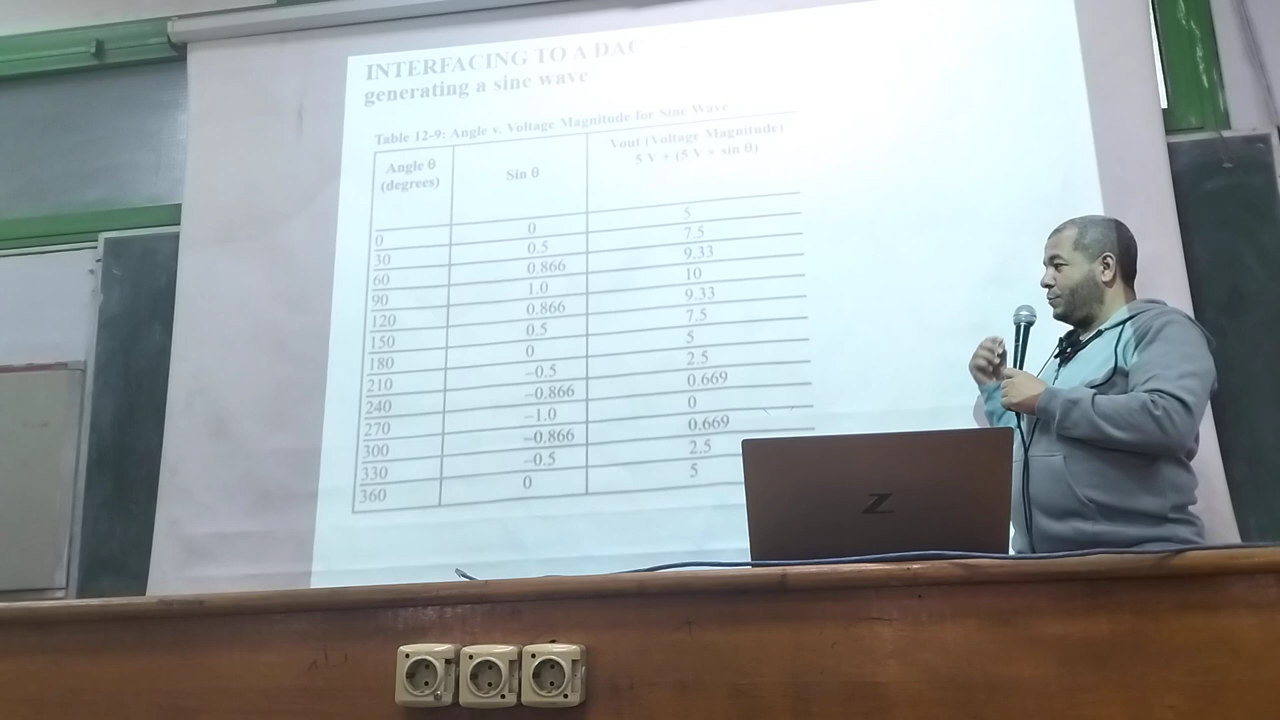 INTERFACING TO A DAC
generating a sine wave
Table 12-9: Angle v. Voltage Magnitude for Sine Wave
Angle θ (degrees) Sin θ Vout (Voltage Magnitude) 5 V + (5 V × sin θ)
0 0 5
30 0.5 7.5
60 0.866 9.33
90 1.0 10
120 0.866 9.33
150 0.5 7.5
180 0 5
210 –0.5 2.5
240 –0.866 0.669
270 –1.0 0
300 –0.866 0.669
330 –0.5 2.5
360 0 5
Z